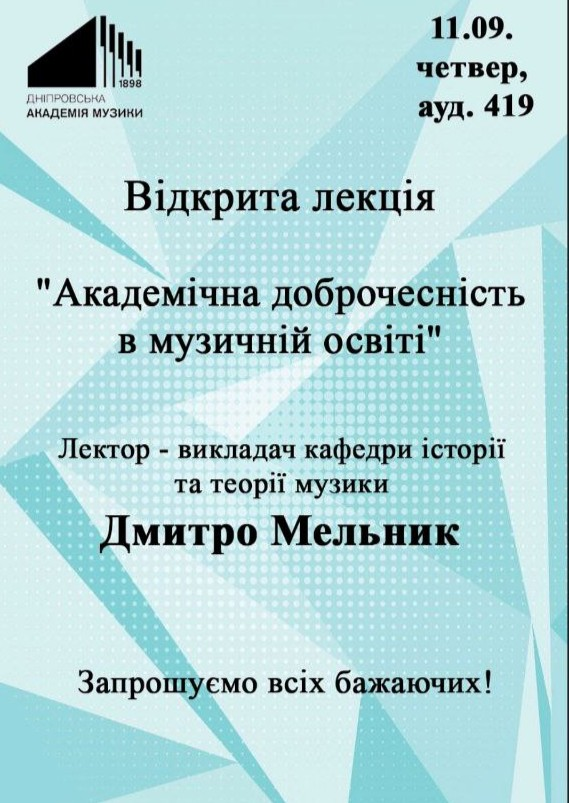 1898
ДНІПРОВСЬКА
АКАДЕМІЯ МУЗИКИ
11.09.
четвер,
ауд. 419
Відкрита лекція
"Академічна доброчесність
в музичній освіті"
Лектор - викладач кафедри історії
та теорії музики
Дмитро Мельник
Запрошуємо всіх бажаючих!